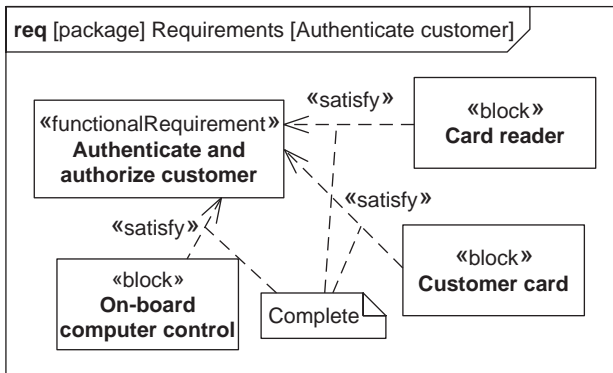 req [package] Requirements [Authenticate customer]
«satisfy»
«functionalRequirement»
Authenticate and
authorize customer
«block»
Card reader
«satisfy»
«satisfy»
«block»
On-board
computer control
Complete
«block»
Customer card